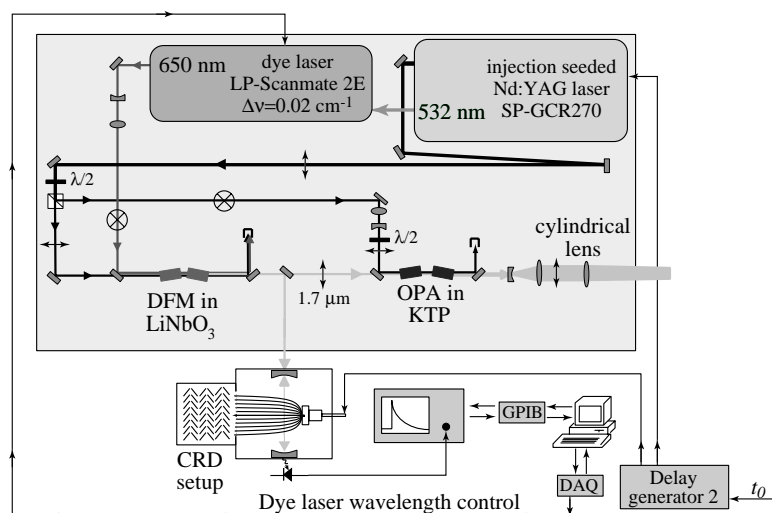 650 nm
dye laser
LP-Scanmate 2E
Δν=0.02 cm⁻¹
532 nm
injection seeded
Nd:YAG laser
SP-GCR270
λ/2
λ/2
cylindrical
lens
DFM in
LiNbO₃
1.7 μm
OPA in
KTP
GPIB
CRD
setup
DAQ
Delay
generator 2
t₀
Dye laser wavelength control